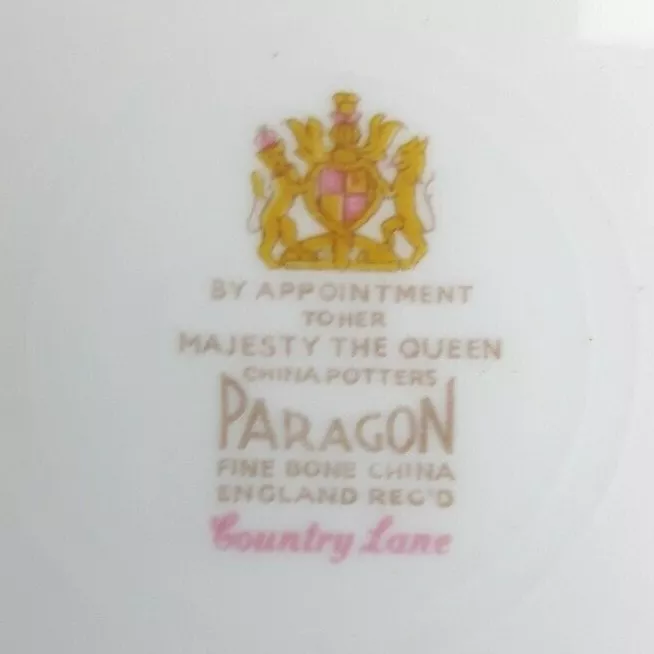 BY APPOINTMENT
TO HER
MAJESTY THE QUEEN
CHINA POTTERS
PARAGON
FINE BONE CHINA
ENGLAND REG'D
Country Lane